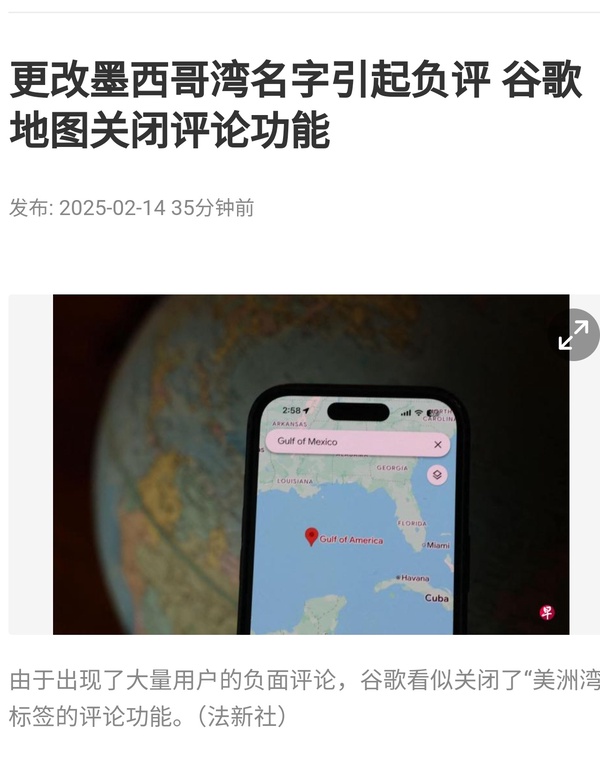 更改墨西哥湾名字引起负评 谷歌
地图关闭评论功能
发布: 2025-02-14 35分钟前
2:58
ARKANSAS
CAROLINA
Gulf of Mexico
GEORGIA
LOUISIANA
FLORIDA
Gulf of America
Miami
Havana
Cuba
早
由于出现了大量用户的负面评论，谷歌看似关闭了“美洲湾
标签的评论功能。（法新社）